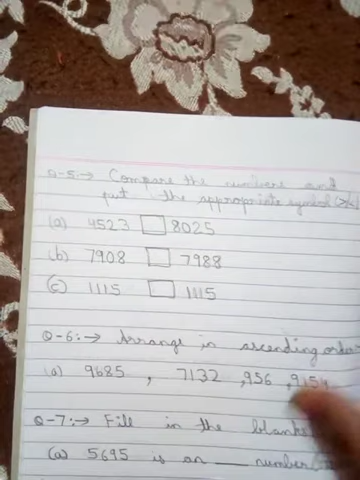 Q-5:→ Compare the numbers and
put the appropriate symbol
(a) 4523 □ 8025
(b) 7908 □ 7988
(c) 1115 □ 1115
Q-6:→ Arrange in ascending order
(a) 9685 , 7132 ,956 ,9154
Q-7:→ Fill in the blanks
(a) 5695 is an ___ number